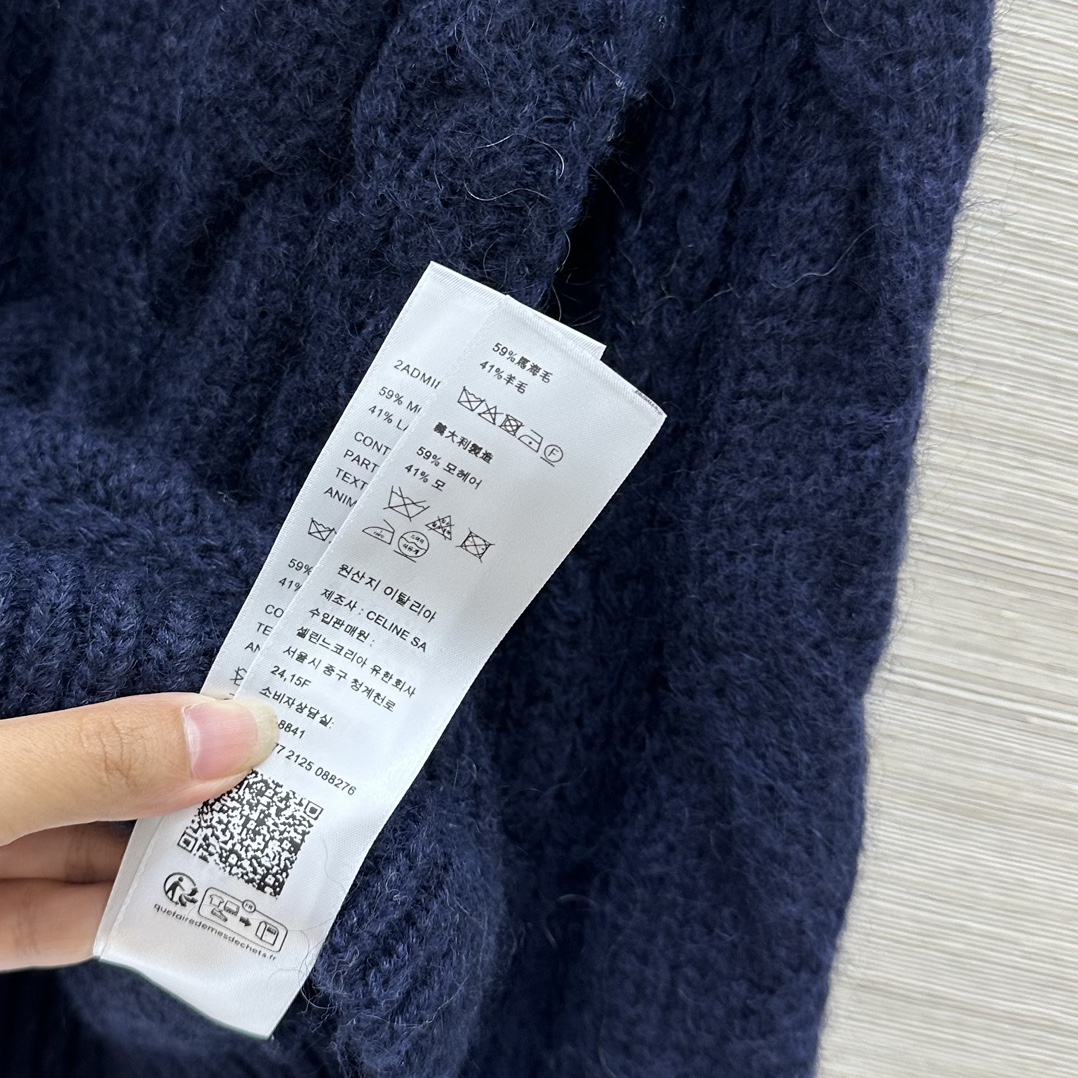 59%馬海毛
41%羊毛
F
義大利製造
59% 모헤어
41% 모
원산지 이탈리아
제조사 : CELINE SA
수입판매원 :
셀린느코리아 유한회사
서울시 중구 청계천로
24,15F
소비자상담실:
8841
77 2125 088276
FR
quefairedemesdechets.fr
2ADMI
59% M
41% LA
CONT
PART
TEXT
ANIM
59%
41%
CO
TE
AN